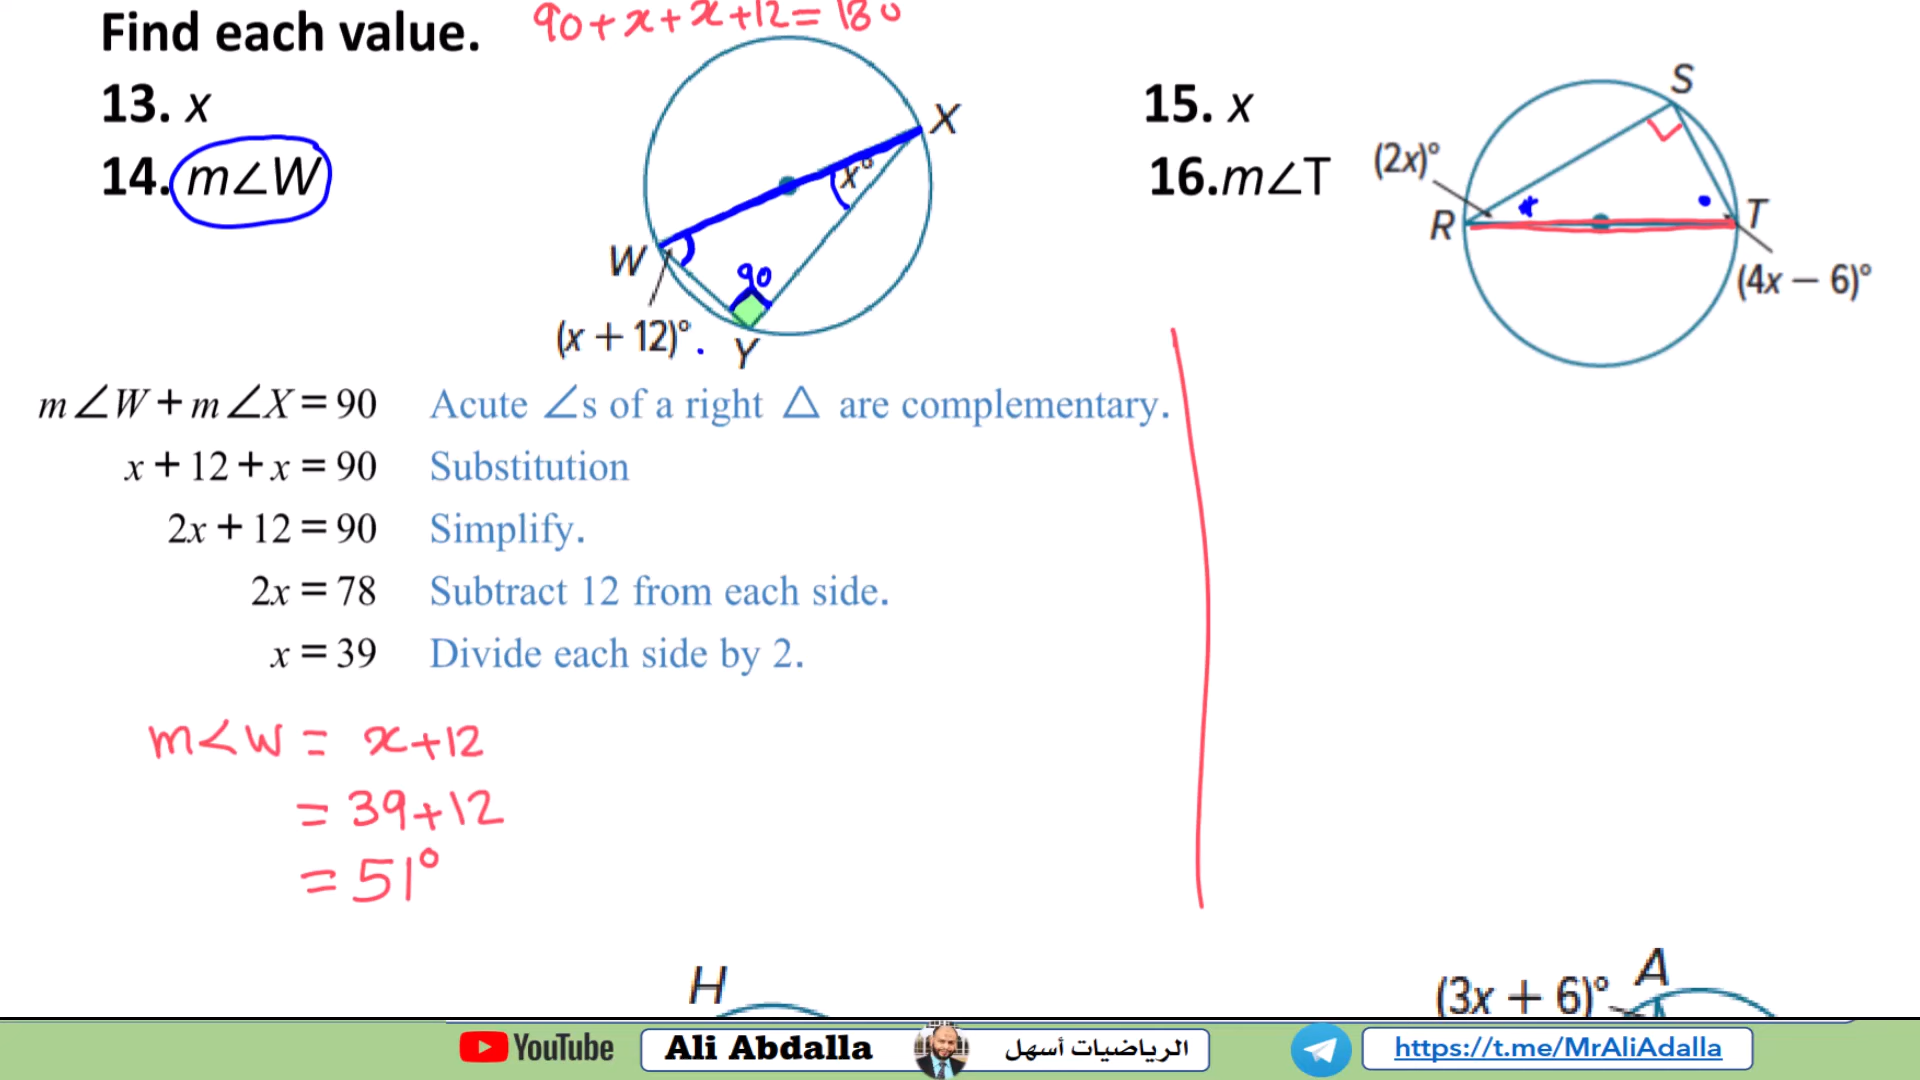 Find each value.
90+x+x+12=180
13. x
14. m∠W
X
x°
W
90
(x + 12)°.
Y
15. x
16.m∠T
S
(2x)°
R
T
(4x – 6)°
m∠W+m∠X=90 Acute ∠s of a right △ are complementary.
x+12+x=90 Substitution
2x+12=90 Simplify.
2x=78 Subtract 12 from each side.
x=39 Divide each side by 2.
m<W = x+12
= 39+12
= 51°
H
(3x + 6)°
A
YouTube
Ali Abdalla
الرياضيات أسهل
https://t.me/MrAliAdalla